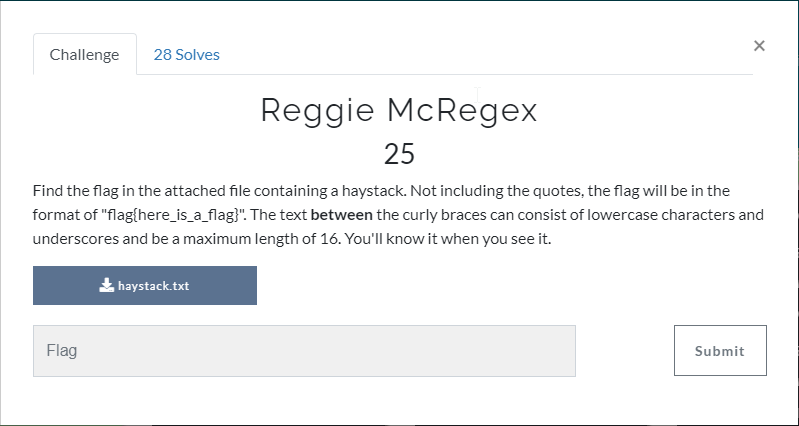 Challenge
28 Solves
×
Reggie McRegex
25
Find the flag in the attached file containing a haystack. Not including the quotes, the flag will be in the
format of "flag{here_is_a_flag}". The text between the curly braces can consist of lowercase characters and
underscores and be a maximum length of 16. You'll know it when you see it.
haystack.txt
Flag
Submit